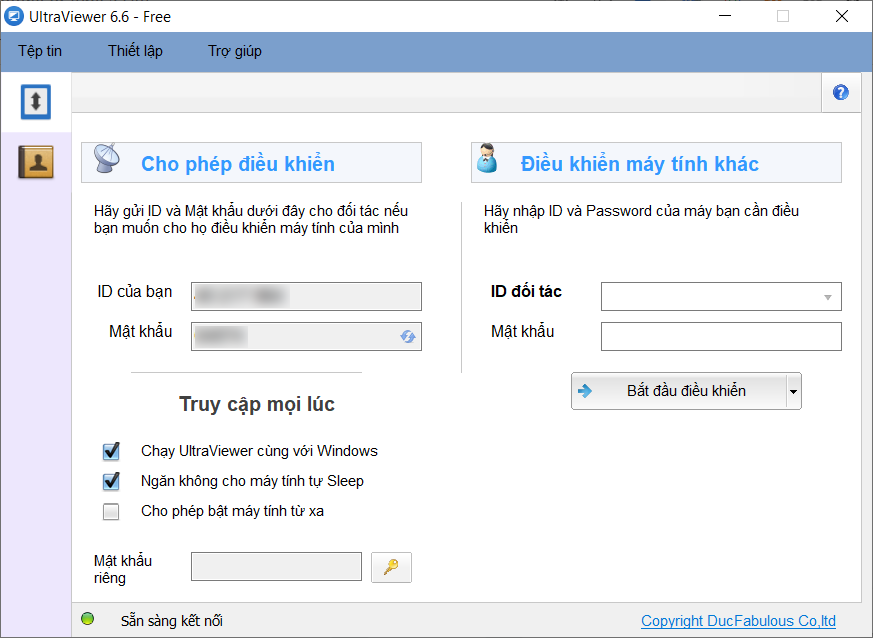 UltraViewer 6.6 - Free
Tệp tin Thiết lập Trợ giúp
Cho phép điều khiển
Hãy gửi ID và Mật khẩu dưới đây cho đối tác nếu
bạn muốn cho họ điều khiển máy tính của mình
ID của bạn
Mật khẩu
Truy cập mọi lúc
Chạy UltraViewer cùng với Windows
Ngăn không cho máy tính tự Sleep
Cho phép bật máy tính từ xa
Mật khẩu
riêng
Điều khiển máy tính khác
Hãy nhập ID và Password của máy bạn cần điều
khiển
ID đối tác
Mật khẩu
Bắt đầu điều khiển
Sẵn sàng kết nối
Copyright DucFabulous Co,ltd